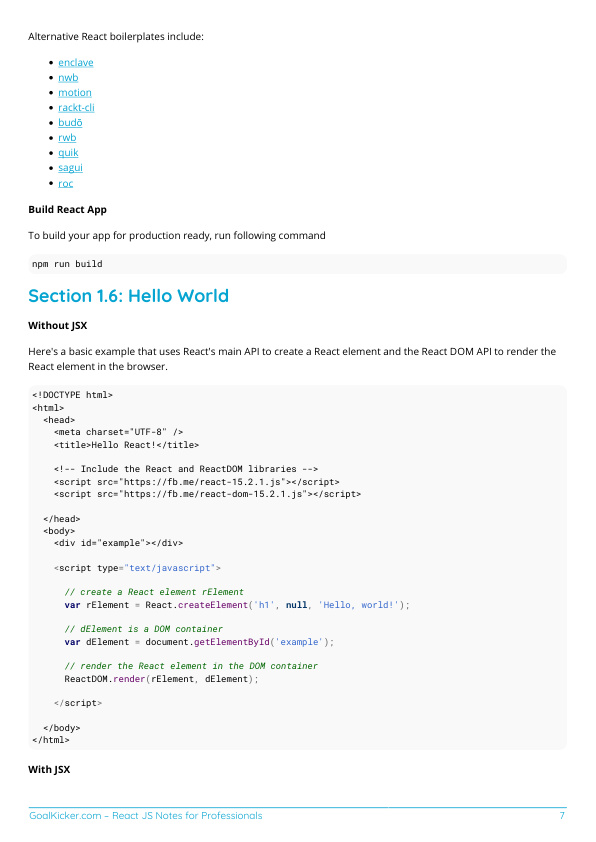 Alternative React boilerplates include:
enclave
nwb
motion
rackt-cli
budō
rwb
quik
sagui
roc
Build React App
To build your app for production ready, run following command
npm run build
Section 1.6: Hello World
Without JSX
Here's a basic example that uses React's main API to create a React element and the React DOM API to render the
React element in the browser.
<!DOCTYPE html>
<html>
  <head>
    <meta charset="UTF-8" />
    <title>Hello React!</title>

    <!-- Include the React and ReactDOM libraries -->
    <script src="https://fb.me/react-15.2.1.js"></script>
    <script src="https://fb.me/react-dom-15.2.1.js"></script>

  </head>
  <body>
    <div id="example"></div>

    <script type="text/javascript">

      // create a React element rElement
      var rElement = React.createElement('h1', null, 'Hello, world!');

      // dElement is a DOM container
      var dElement = document.getElementById('example');

      // render the React element in the DOM container
      ReactDOM.render(rElement, dElement);

    </script>

  </body>
</html>
With JSX
GoalKicker.com – React JS Notes for Professionals
7